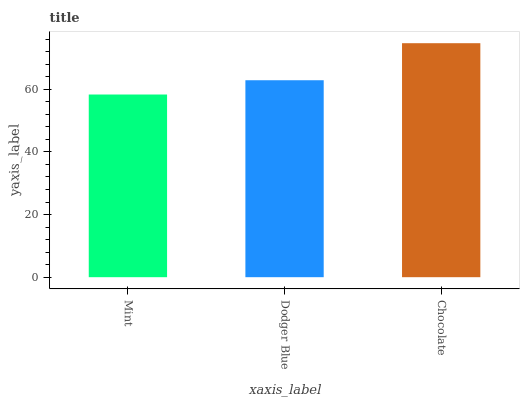 title
yaxis_label
60
40
20
0
Mint
Dodger Blue
Chocolate
xaxis_label